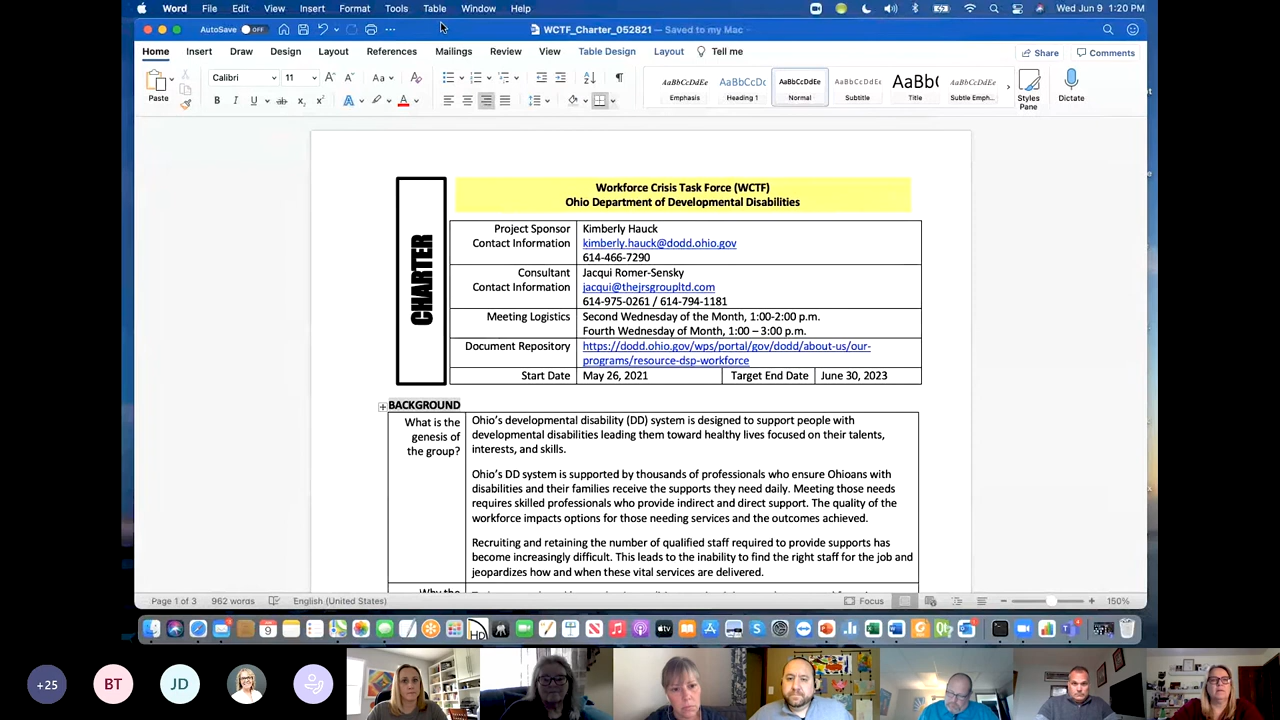 Word File Edit View Insert Format Tools Table Window Help Wed Jun 9 1:20 PM
AutoSave OFF WCTF_Charter_052821 — Saved to my Mac
Home Insert Draw Design Layout References Mailings Review View Table Design Layout Tell me Share Comments
Paste Calibri 11 Aa
AaBbCcDdEe AaBbCcDc AaBbCcDdEe AaBbCcDdEe AaBb( AaBbCcDdEe
Emphasis Heading 1 Normal Subtitle Title Subtle Emph... Styles Pane Dictate
CHARTER
Workforce Crisis Task Force (WCTF)
Ohio Department of Developmental Disabilities
Project Sponsor Kimberly Hauck
Contact Information kimberly.hauck@dodd.ohio.gov
614-466-7290
Consultant Jacqui Romer-Sensky
Contact Information jacqui@thejrsgroupltd.com
614-975-0261 / 614-794-1181
Meeting Logistics Second Wednesday of the Month, 1:00-2:00 p.m.
Fourth Wednesday of Month, 1:00 – 3:00 p.m.
Document Repository https://dodd.ohio.gov/wps/portal/gov/dodd/about-us/our-
programs/resource-dsp-workforce
Start Date May 26, 2021 Target End Date June 30, 2023
BACKGROUND
What is the
genesis of
the group?
Ohio's developmental disability (DD) system is designed to support people with
developmental disabilities leading them toward healthy lives focused on their talents,
interests, and skills.
Ohio's DD system is supported by thousands of professionals who ensure Ohioans with
disabilities and their families receive the supports they need daily. Meeting those needs
requires skilled professionals who provide indirect and direct support. The quality of the
workforce impacts options for those needing services and the outcomes achieved.
Recruiting and retaining the number of qualified staff required to provide supports has
become increasingly difficult. This leads to the inability to find the right staff for the job and
jeopardizes how and when these vital services are delivered.
Why the
Page 1 of 3 962 words English (United States) Focus 150%
+25 BT JD